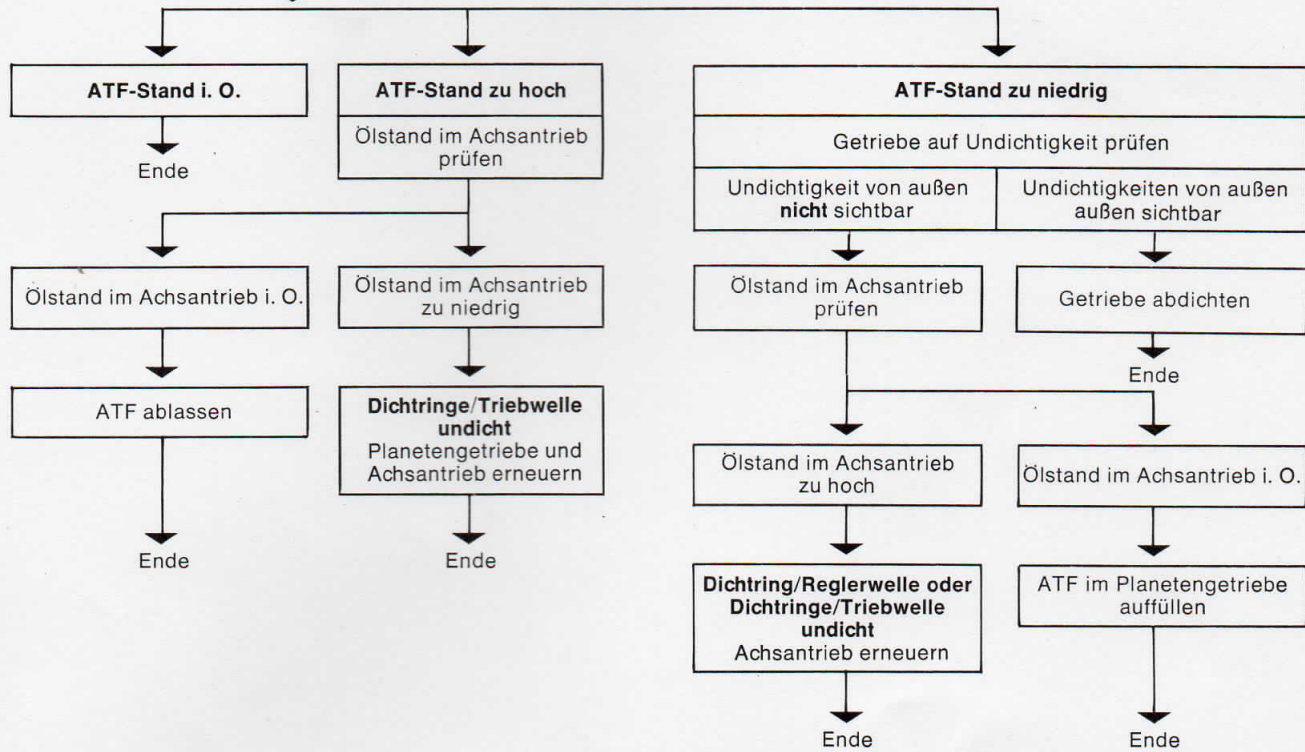 ATF-Stand i. O.
Ende
ATF-Stand zu hoch
Ölstand im Achsantrieb
prüfen
Ölstand im Achsantrieb i. O.
ATF ablassen
Ende
Ölstand im Achsantrieb
zu niedrig
Dichtringe/Triebwelle
undicht
Planetengetriebe und
Achsantrieb erneuern
Ende
ATF-Stand zu niedrig
Getriebe auf Undichtigkeit prüfen
Undichtigkeit von außen
nicht sichtbar
Undichtigkeiten von außen
außen sichtbar
Ölstand im Achsantrieb
prüfen
Getriebe abdichten
Ende
Ölstand im Achsantrieb
zu hoch
Dichtring/Reglerwelle oder
Dichtringe/Triebwelle
undicht
Achsantrieb erneuern
Ende
Ölstand im Achsantrieb i. O.
ATF im Planetengetriebe
auffüllen
Ende